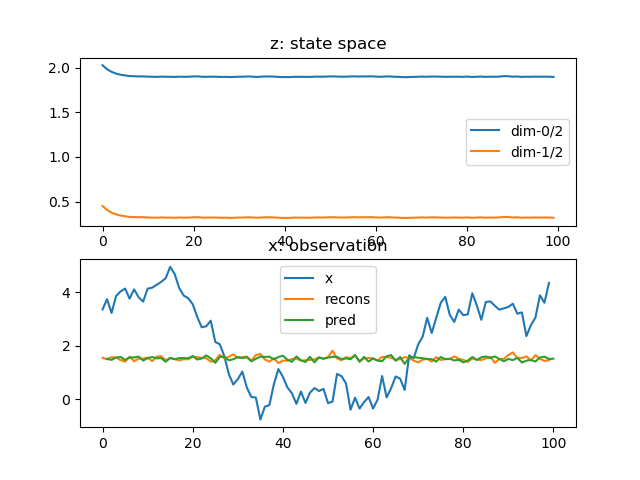 z: state space
2.0
1.5
1.0
0.5
dim-0/2
dim-1/2
0 20 40 60 80 100
x: observation
4
2
0
x
recons
pred
0 20 40 60 80 100